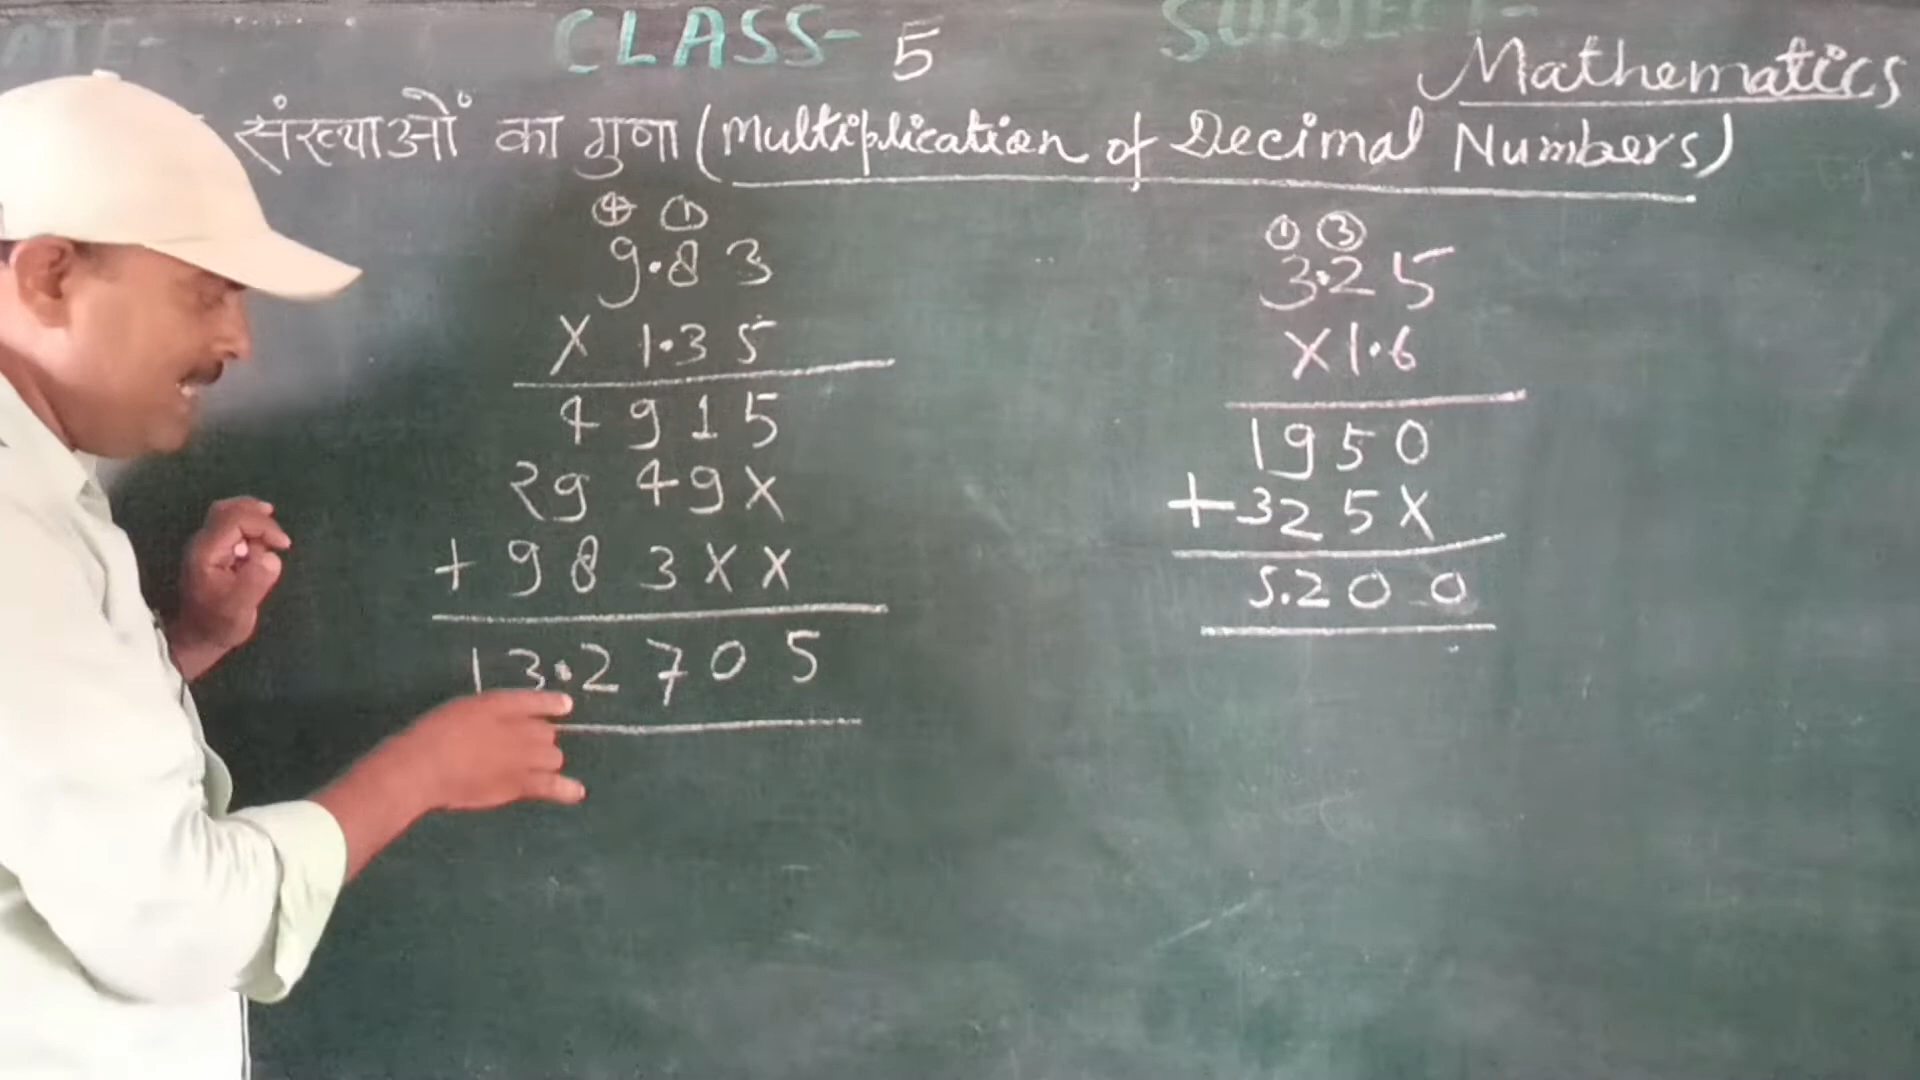 CLASS- 5 SUBJECT-
Mathematics
संख्याओं का गुणा (Multiplication of Decimal Numbers)
④ ①
9.83
X 1.35
4915
2949X
+ 983XX
13.2705
① ③
3.25
X1.6
1950
+325X
5.200